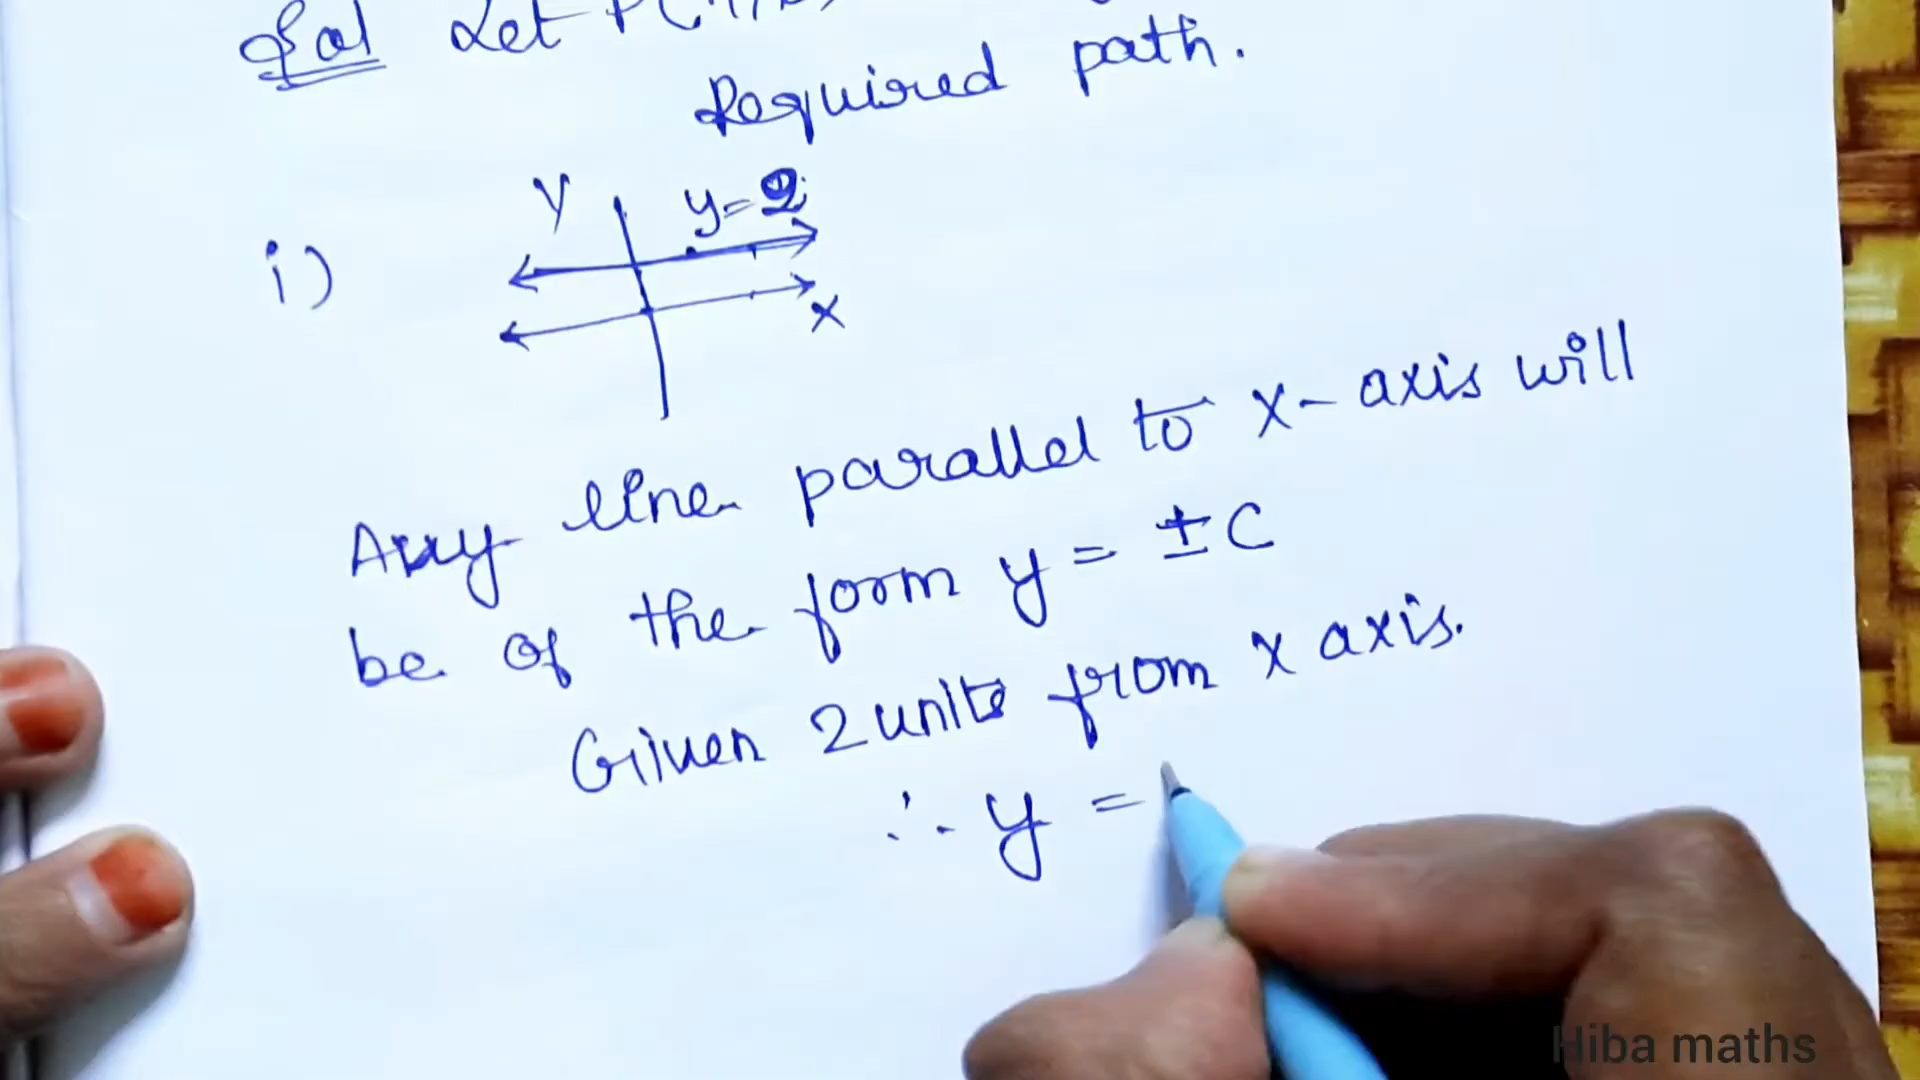 Sol Let P(
Required path.
y y=2
i)
x
Any line parallel to x-axis will
be of the form y = ±C
Given 2 units from x axis.
∴ y =
Hiba maths